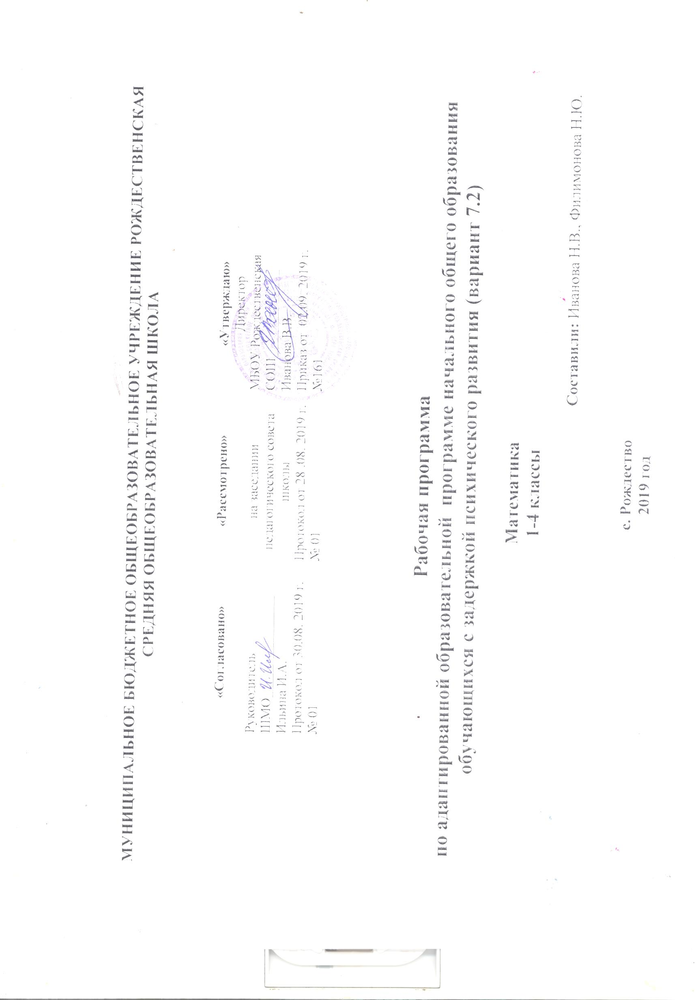 МУНИЦИПАЛЬНОЕ БЮДЖЕТНОЕ ОБЩЕОБРАЗОВАТЕЛЬНОЕ УЧРЕЖДЕНИЕ РОЖДЕСТВЕНСКАЯ
СРЕДНЯЯ ОБЩЕОБРАЗОВАТЕЛЬНАЯ ШКОЛА
«Согласовано»
Руководитель
ШМО
Ильина И.А.
Протокол от 30.08. 2019 г.
№ 01
«Рассмотрено»
на заседании
педагогического совета
школы
Протокол от 28 .08. 2019 г.
№ 01
«Утверждаю»
Директор
МБОУ Рождественская
СОШ
Иванова В.В.
Приказ от .09. 2019 г.
№161
Рабочая программа
по адаптированной образовательной программе начального общего образования
обучающихся с задержкой психического развития (вариант 7.2)
Математика
1-4 классы
Составили: Иванова Н.В., Филимонова Н.Ю.
с. Рождество
2019 год